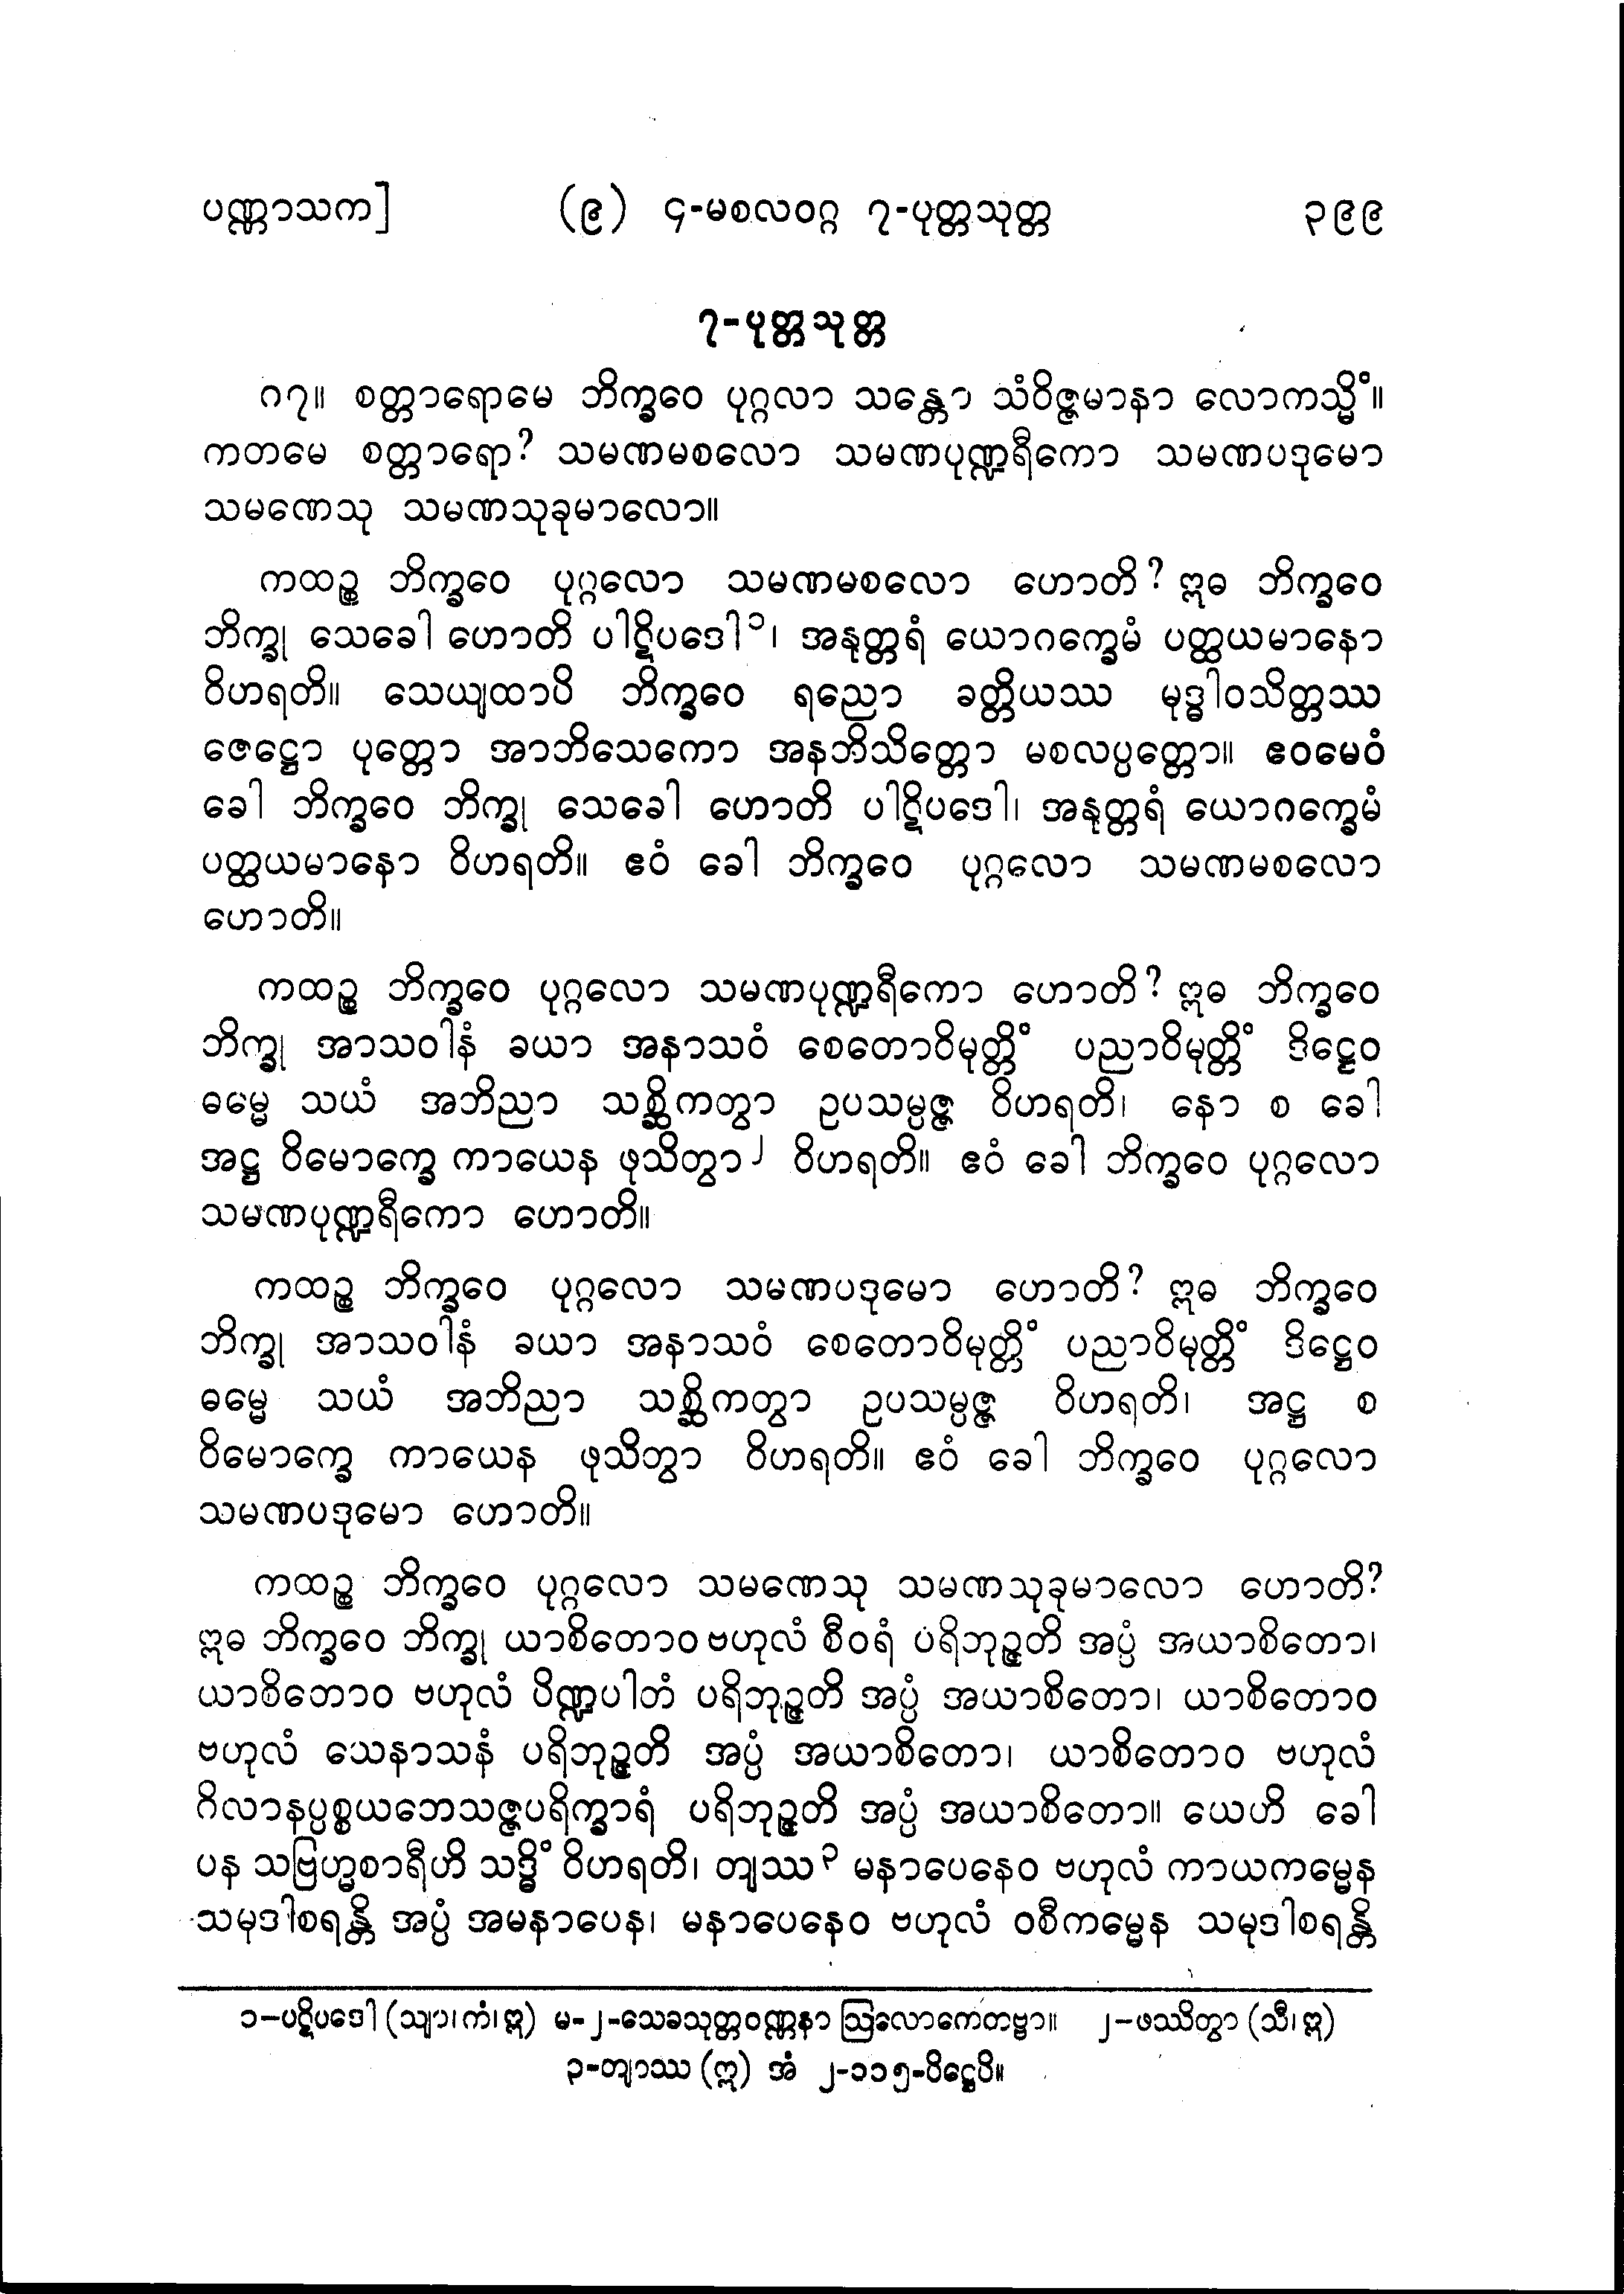 ပဏ္ဏာသက] (၉) ၄-မစလဝဂ္ဂ ၇-ပုတ္တသုတ္တ ၃၉၉
၇-ပုတ္တသုတ္တ
၈၇။ စတ္တာရောမေ ဘိက္ခဝေ ပုဂ္ဂလာ သန္တော သံဝိဇ္ဇမာနာ လောကသ္မိံ။
ကတမေ စတ္တာရော? သမဏမစလော သမဏပုဏ္ဍရီကော သမဏပဒုမော
သမဏေသု သမဏသုခုမာလော။
ကထဉ္စ ဘိက္ခဝေ ပုဂ္ဂလော သမဏမစလော ဟောတိ? ဣဓ ဘိက္ခဝေ
ဘိက္ခု သေခေါ ဟောတိ ပါဋိပဒေါ၁၊ အနုတ္တရံ ယောဂက္ခေမံ ပတ္ထယမာနော
ဝိဟရတိ။ သေယျထာပိ ဘိက္ခဝေ ရညော ခတ္တိယဿ မုဒ္ဓါဝသိတ္တဿ
ဇေဋ္ဌော ပုတ္တော အာဘိသေကော အနဘိသိတ္တော မစလပ္ပတ္တော။ ဧဝမေဝံ
ခေါ ဘိက္ခဝေ ဘိက္ခု သေခေါ ဟောတိ ပါဋိပဒေါ၊ အနုတ္တရံ ယောဂက္ခေမံ
ပတ္ထယမာနော ဝိဟရတိ။ ဧဝံ ခေါ ဘိက္ခဝေ ပုဂ္ဂလော သမဏမစလော
ဟောတိ။
ကထဉ္စ ဘိက္ခဝေ ပုဂ္ဂလော သမဏပုဏ္ဍရီကော ဟောတိ? ဣဓ ဘိက္ခဝေ
ဘိက္ခု အာသဝါနံ ခယာ အနာသဝံ စေတောဝိမုတ္တိံ ပညာဝိမုတ္တိံ ဒိဋ္ဌေဝ
ဓမ္မေ သယံ အဘိညာ သစ္ဆိကတွာ ဥပသမ္ပဇ္ဇ ဝိဟရတိ၊ နော စ ခေါ
အဋ္ဌ ဝိမောက္ခေ ကာယေန ဖုသိတွာ၂ ဝိဟရတိ။ ဧဝံ ခေါ ဘိက္ခဝေ ပုဂ္ဂလော
သမဏပုဏ္ဍရီကော ဟောတိ။
ကထဉ္စ ဘိက္ခဝေ ပုဂ္ဂလော သမဏပဒုမော ဟောတိ? ဣဓ ဘိက္ခဝေ
ဘိက္ခု အာသဝါနံ ခယာ အနာသဝံ စေတောဝိမုတ္တိံ ပညာဝိမုတ္တိံ ဒိဋ္ဌေဝ
ဓမ္မေ သယံ အဘိညာ သစ္ဆိကတွာ ဥပသမ္ပဇ္ဇ ဝိဟရတိ၊ အဋ္ဌ စ
ဝိမောက္ခေ ကာယေန ဖုသိတွာ ဝိဟရတိ။ ဧဝံ ခေါ ဘိက္ခဝေ ပုဂ္ဂလော
သမဏပဒုမော ဟောတိ။
ကထဉ္စ ဘိက္ခဝေ ပုဂ္ဂလော သမဏေသု သမဏသုခုမာလော ဟောတိ?
ဣဓ ဘိက္ခဝေ ဘိက္ခု ယာစိတောဝ ဗဟုလံ စီဝရံ ပရိဘုဉ္ဇတိ အပ္ပံ အယာစိတော၊
ယာစိတောဝ ဗဟုလံ ပိဏ္ဍပါတံ ပရိဘုဉ္ဇတိ အပ္ပံ အယာစိတော၊ ယာစိတောဝ
ဗဟုလံ သေနာသနံ ပရိဘုဉ္ဇတိ အပ္ပံ အယာစိတော၊ ယာစိတောဝ ဗဟုလံ
ဂိလာနပ္ပစ္စယဘေသဇ္ဇပရိက္ခာရံ ပရိဘုဉ္ဇတိ အပ္ပံ အယာစိတော။ ယေဟိ ခေါ
ပန သဗြဟ္မစာရီဟိ သဒ္ဓိံ ဝိဟရတိ၊ တျဿ၃ မနာပေနေဝ ဗဟုလံ ကာယကမ္မေန
သမုဒါစရန္တိ အပ္ပံ အမနာပေန၊ မနာပေနေဝ ဗဟုလံ ဝစီကမ္မေန သမုဒါစရန္တိ
၁-ပဋိပဒေါ (သျာ၊ကံ၊ဣ) မ-၂-သေခသုတ္တဝဏ္ဏနာ ဩလောကေတဗ္ဗာ။ ၂-ဖဿိတွာ (သီ၊ဣ)
၃-တျာဿ (ဣ) အံ ၂-၁၁၅-ပိဋ္ဌေပိ။